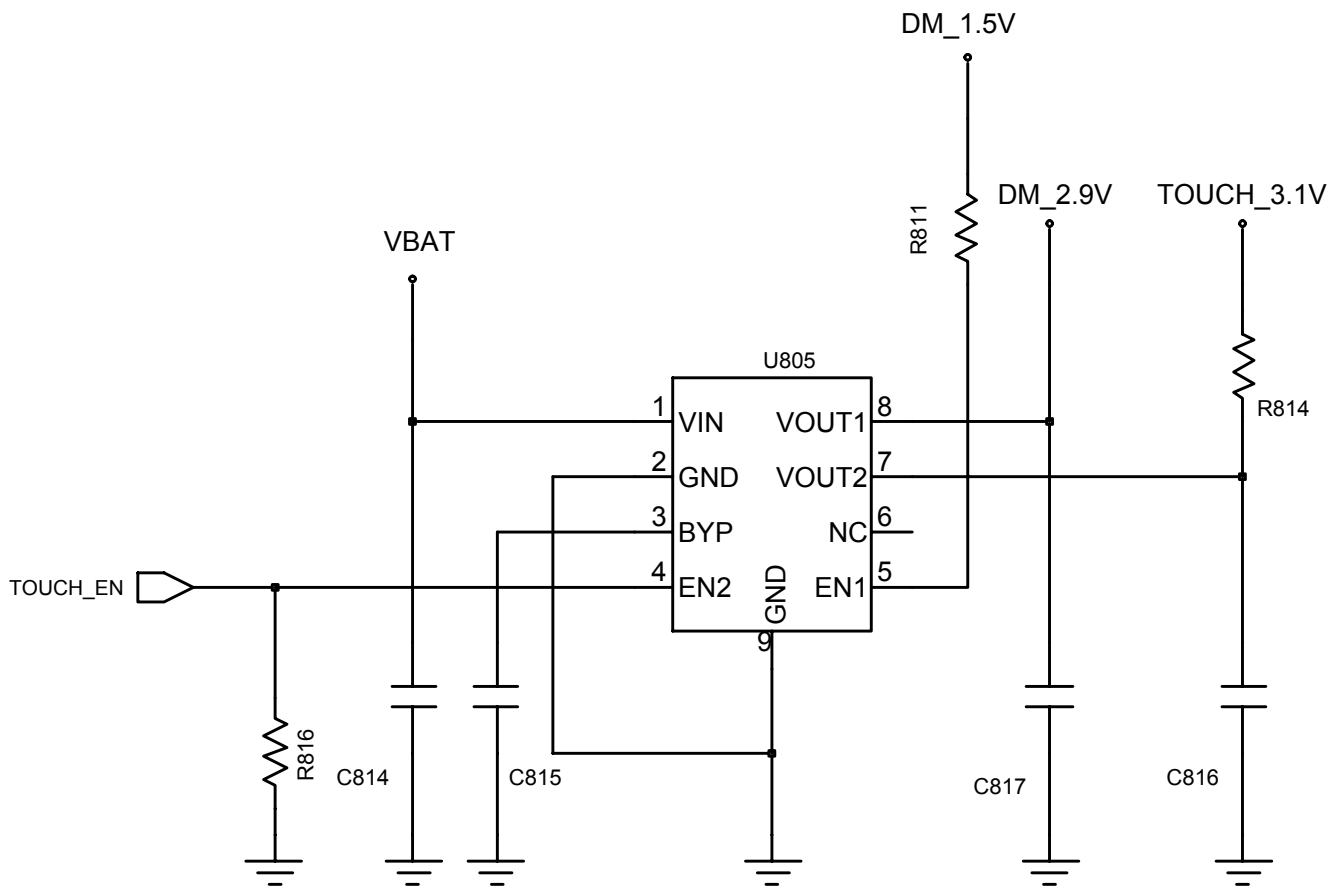 DM_1.5V
DM_2.9V
TOUCH_3.1V
R811
VBAT
U805
R814
1
VIN
VOUT1
8
2
GND
VOUT2
7
3
BYP
NC
6
4
EN2
EN1
5
GND
9
TOUCH_EN
R816
C814
C815
C817
C816